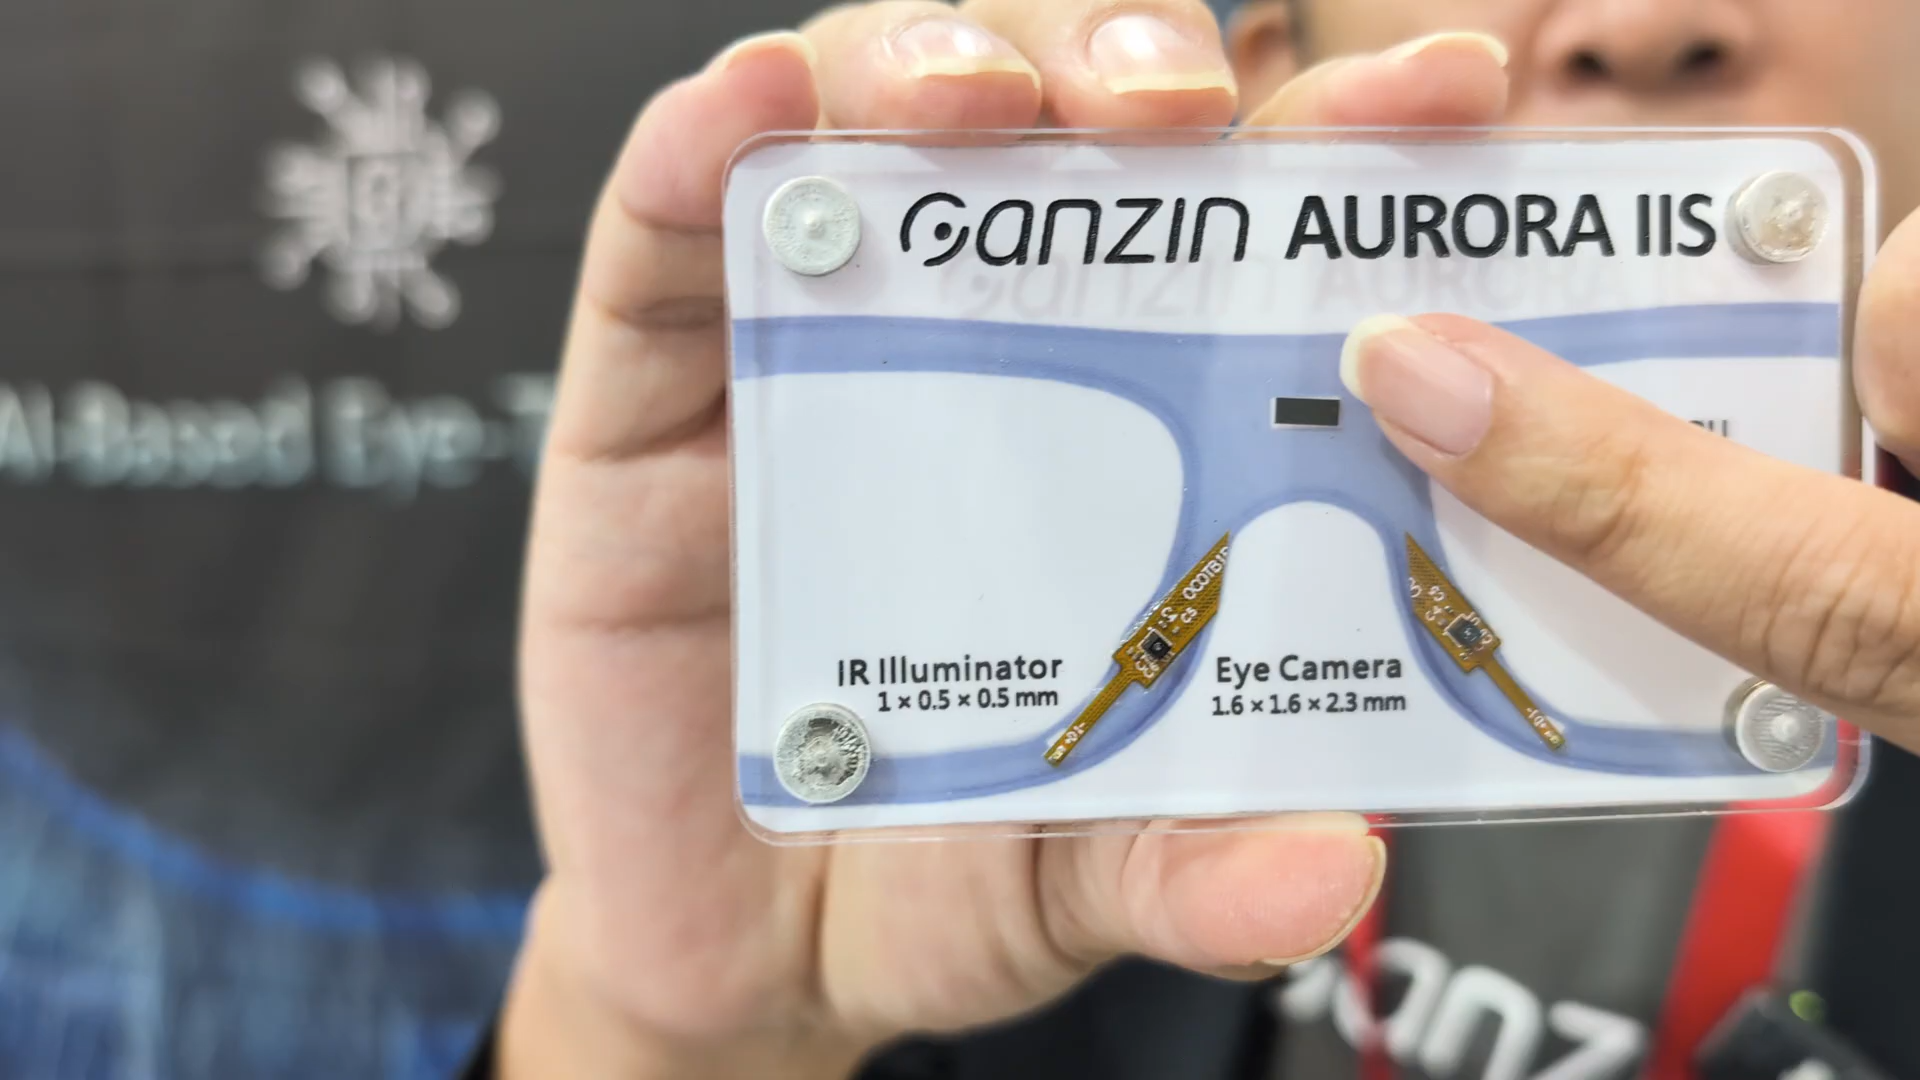 Ganzin AURORA IIS
AI-Based Eye-
IR Illuminator
1 × 0.5 × 0.5 mm
Eye Camera
1.6 × 1.6 × 2.3 mm